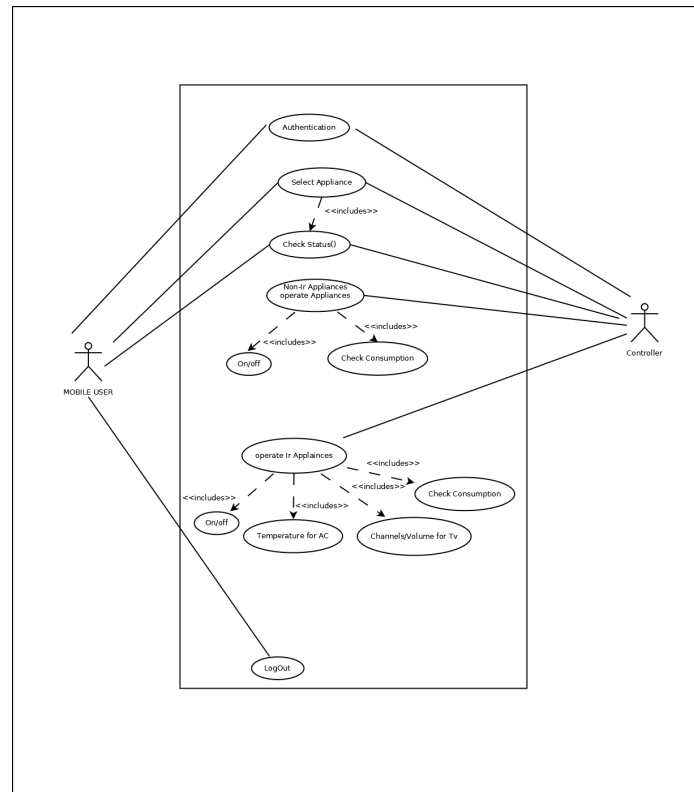 Authentication
Select Appliance
<<includes>>
Check Status()
Non-Ir Appliances
operate Appliances
<<includes>>
<<includes>>
On/off
Check Consumption
MOBILE USER
Controller
operate Ir Applainces
<<includes>>
<<includes>>
<<includes>>
<<includes>>
Check Consumption
On/off
Temperature for AC
Channels/Volume for Tv
LogOut